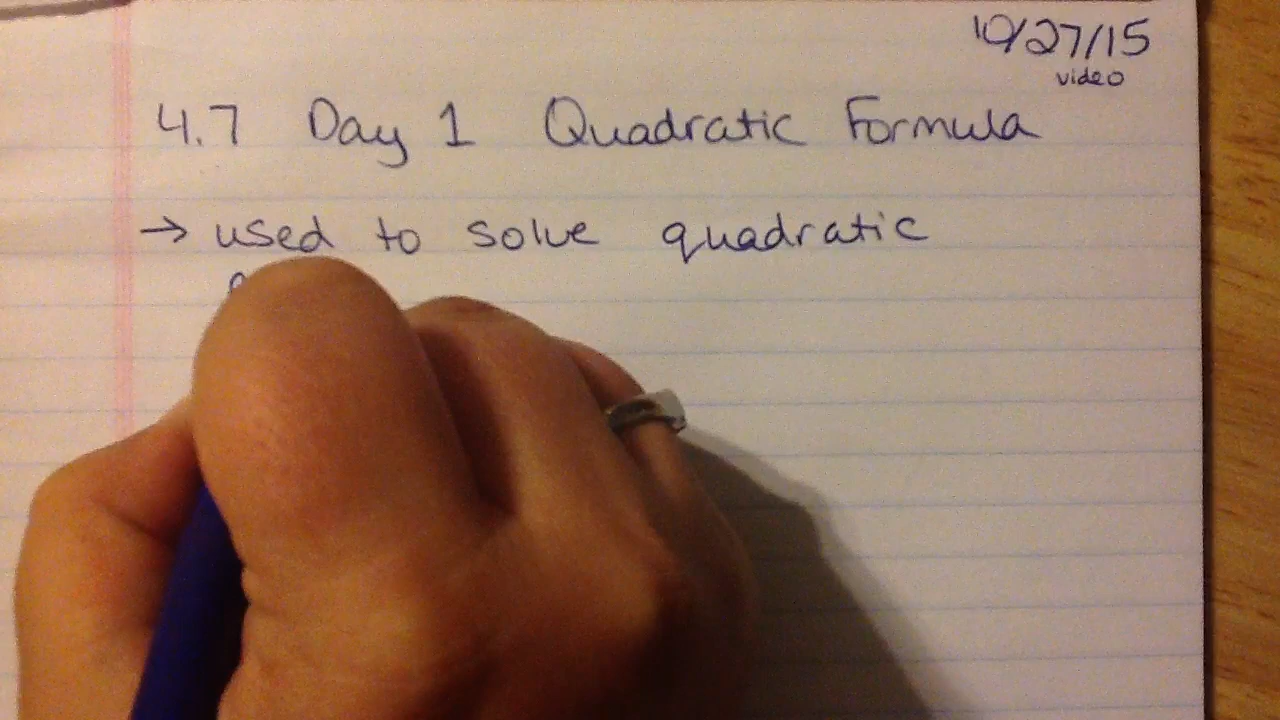 10/27/15
video
4.7 Day 1 Quadratic Formula
→ used to solve quadratic